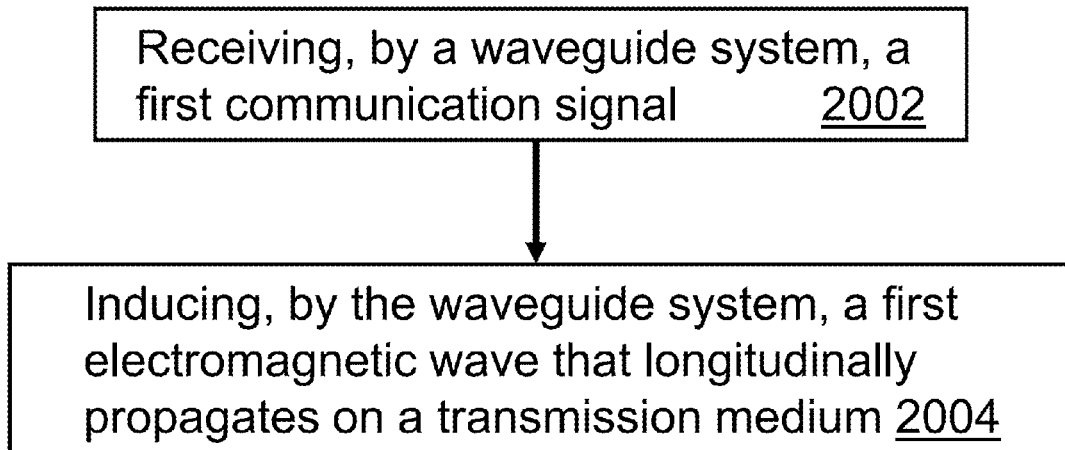 Receiving, by a waveguide system, a
first communication signal 2002
Inducing, by the waveguide system, a first
electromagnetic wave that longitudinally
propagates on a transmission medium 2004